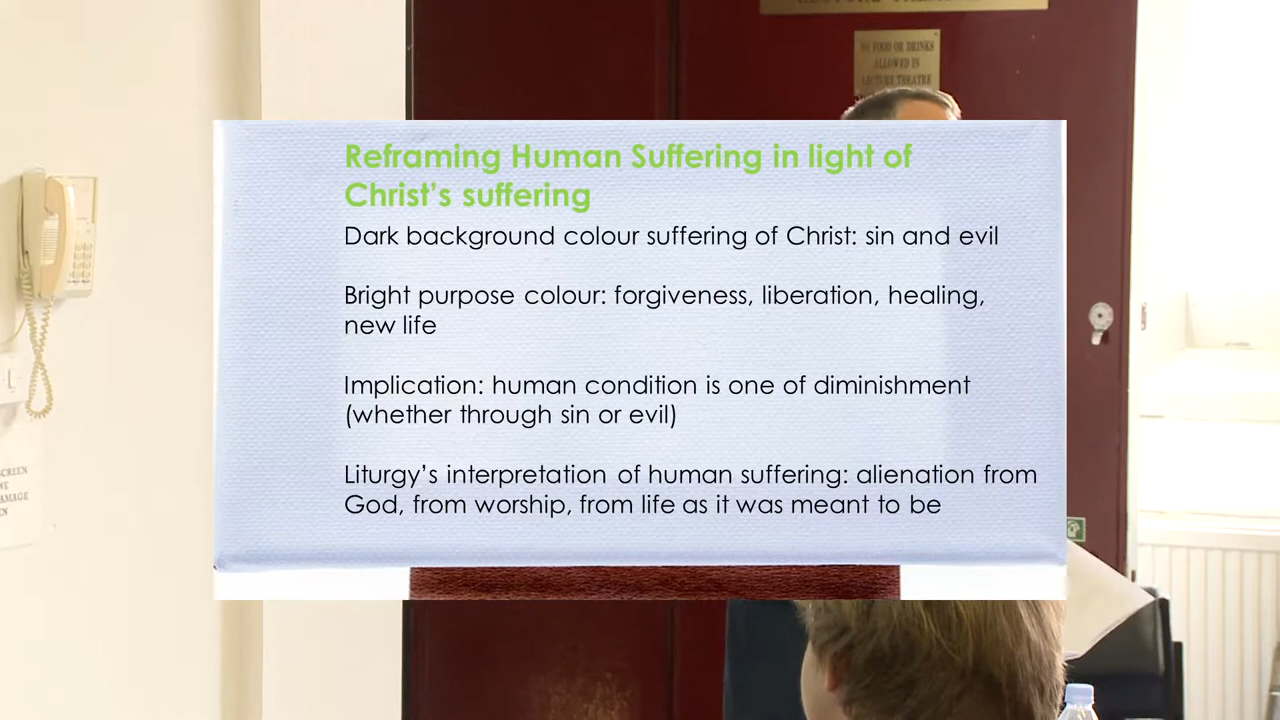 NO FOOD OR DRINKS
ALLOWED IN
LECTURE THEATRE
Reframing Human Suffering in light of
Christ's suffering
Dark background colour suffering of Christ: sin and evil
Bright purpose colour: forgiveness, liberation, healing,
new life
Implication: human condition is one of diminishment
(whether through sin or evil)
Liturgy's interpretation of human suffering: alienation from
God, from worship, from life as it was meant to be